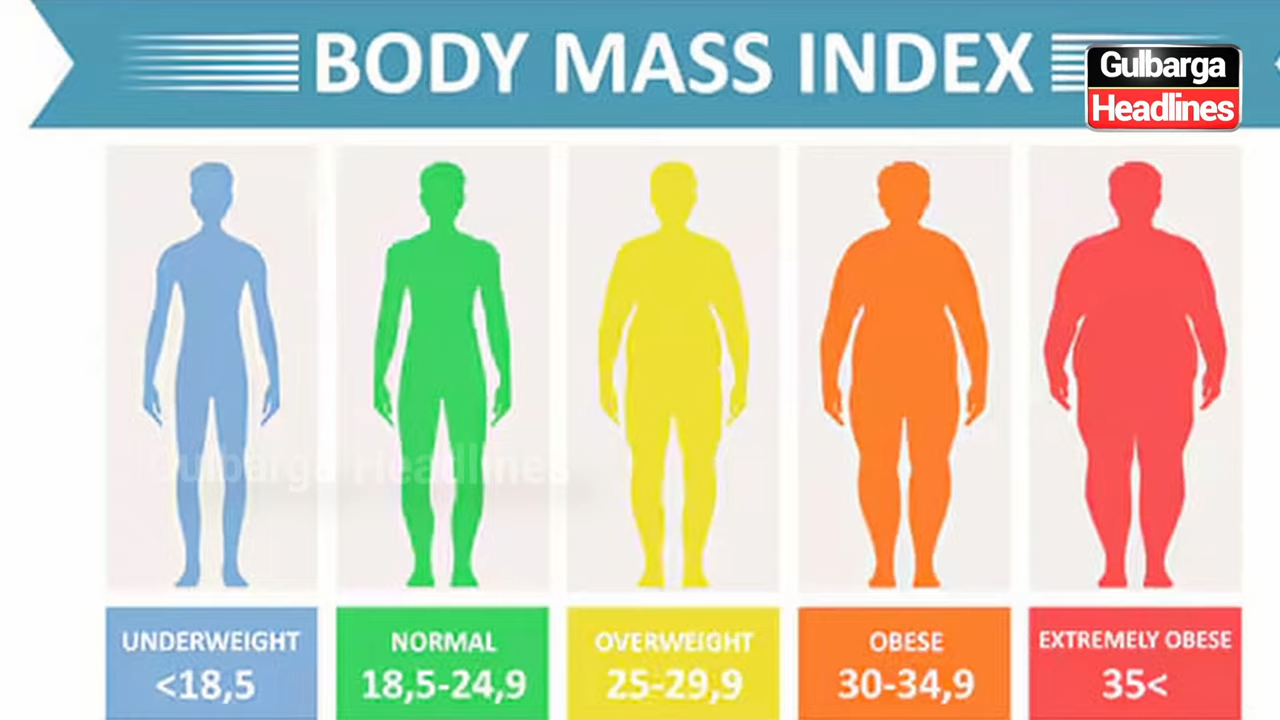 BODY MASS INDEX
Gulbarga
Headlines
Gulbarga Headlines
UNDERWEIGHT
<18,5
NORMAL
18,5-24,9
OVERWEIGHT
25-29,9
OBESE
30-34,9
EXTREMELY OBESE
35<